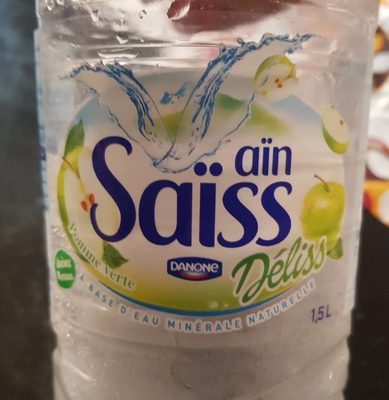 aïn
Saïss
DANONE
Déliss
Pomme verte
À BASE D'EAU MINÉRALE NATURELLE
1,5 L